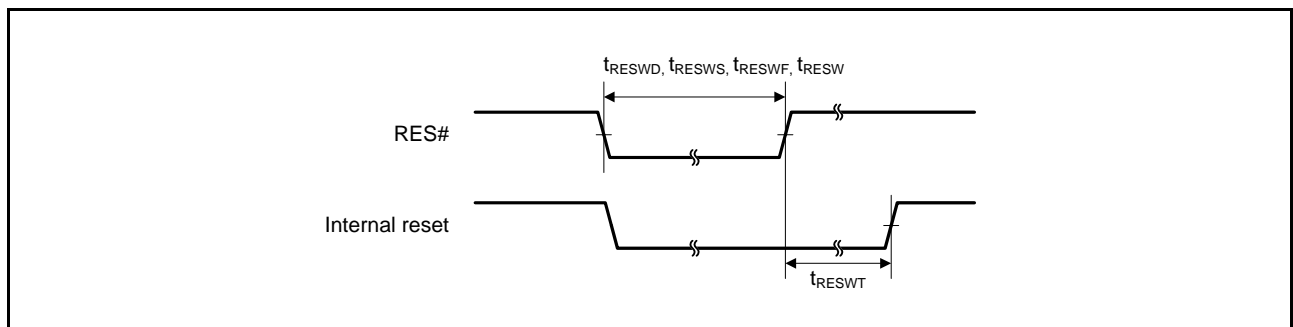 tRESWD, tRESWS, tRESWF, tRESW
RES#
Internal reset
tRESWT